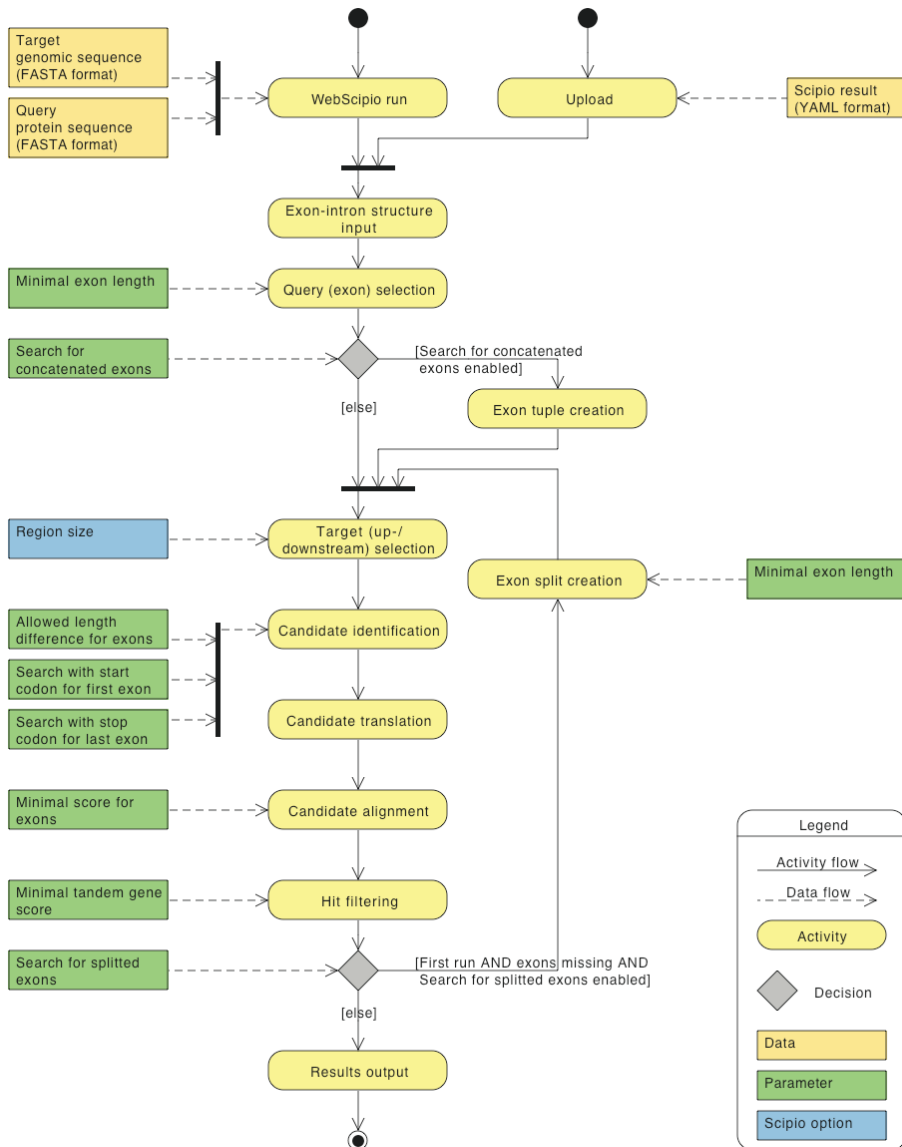 Target
genomic sequence
(FASTA format)
Query
protein sequence
(FASTA format)
WebScipio run
Upload
Scipio result
(YAML format)
Exon-intron structure
input
Minimal exon length
Query (exon) selection
Search for
concatenated exons
[Search for concatenated
exons enabled]
[else]
Exon tuple creation
Region size
Target (up-/
downstream) selection
Exon split creation
Minimal exon length
Allowed length
difference for exons
Candidate identification
Search with start
codon for first exon
Search with stop
codon for last exon
Candidate translation
Minimal score for
exons
Candidate alignment
Minimal tandem gene
score
Hit filtering
Search for splitted
exons
[First run AND exons missing AND
Search for splitted exons enabled]
[else]
Results output
Legend
Activity flow
Data flow
Activity
Decision
Data
Parameter
Scipio option